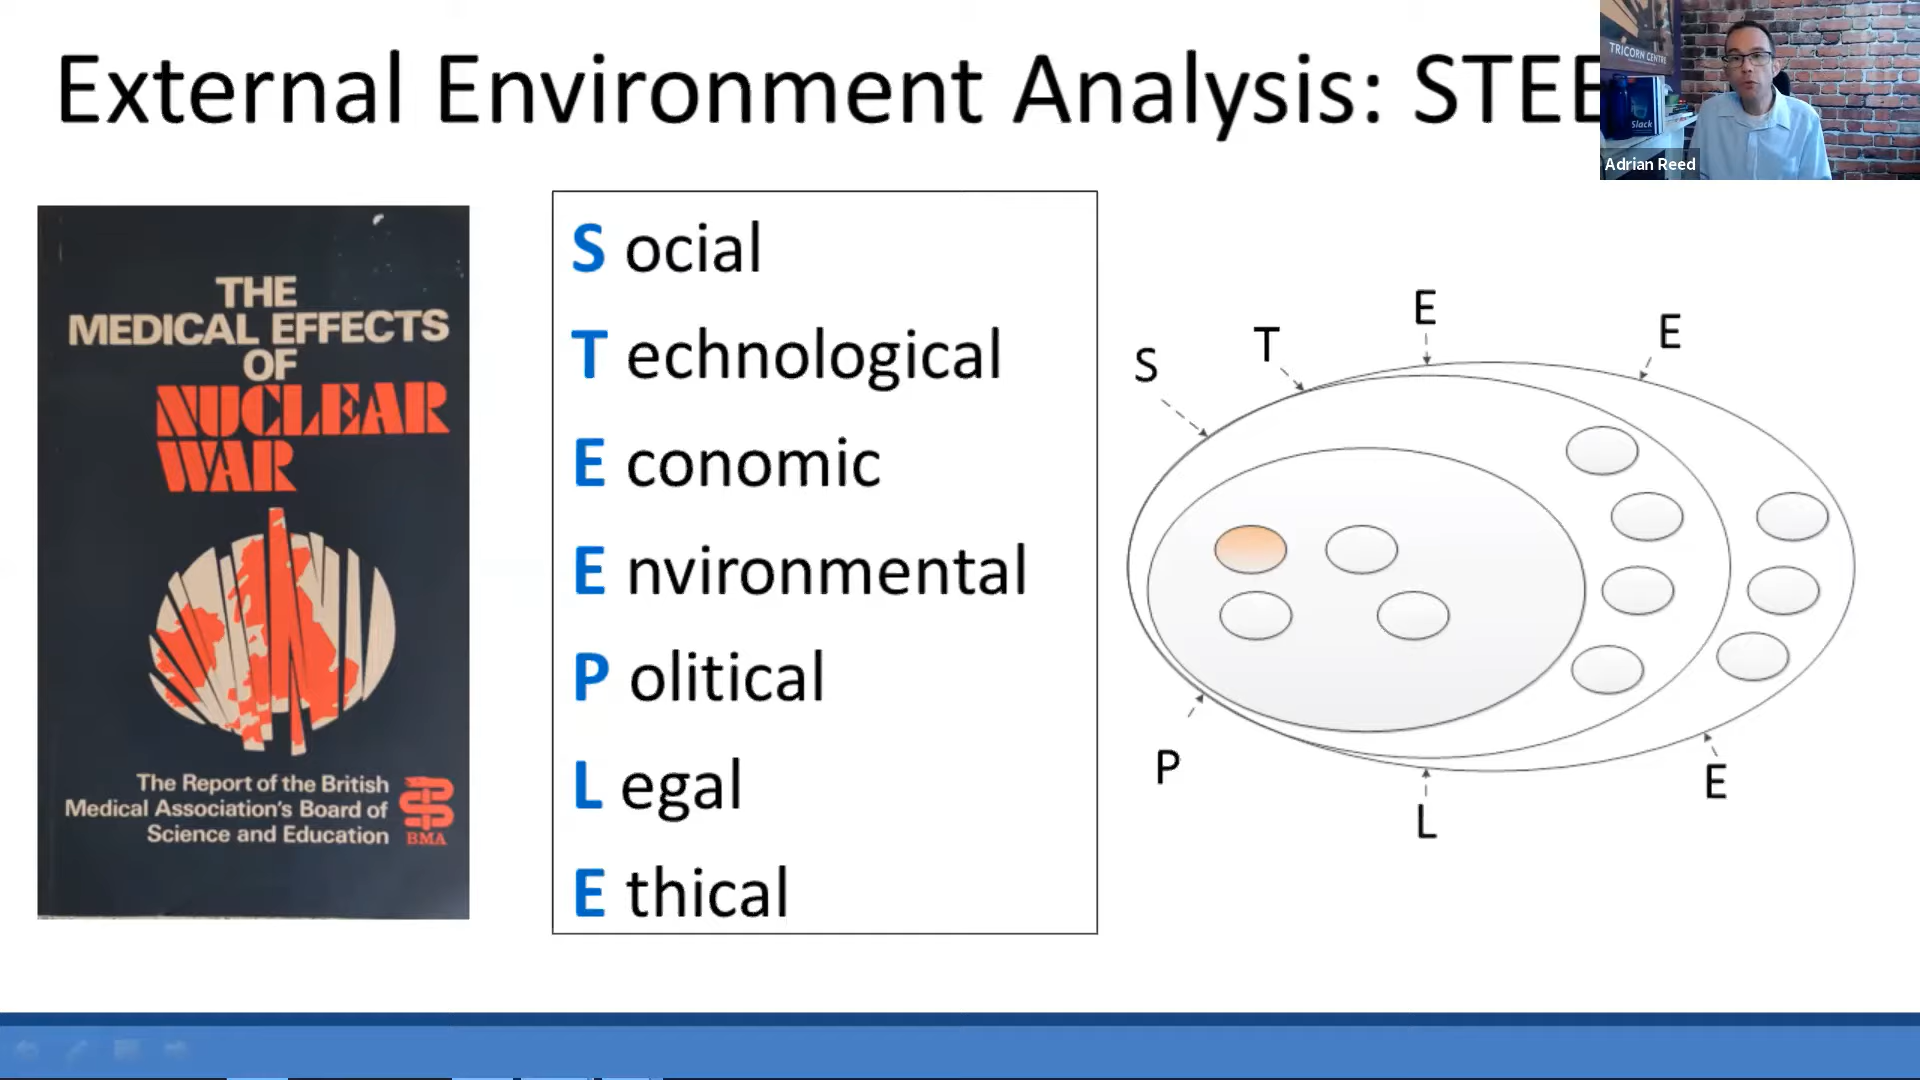 External Environment Analysis: STEE
TRICORN CENTRE
Slack
Adrian Reed
THE
MEDICAL EFFECTS
OF
NUCLEAR
WAR
The Report of the British
Medical Association's Board of
Science and Education
BMA
S ocial
T echnological
E conomic
E nvironmental
P olitical
L egal
E thical
S
T
E
E
P
L
E